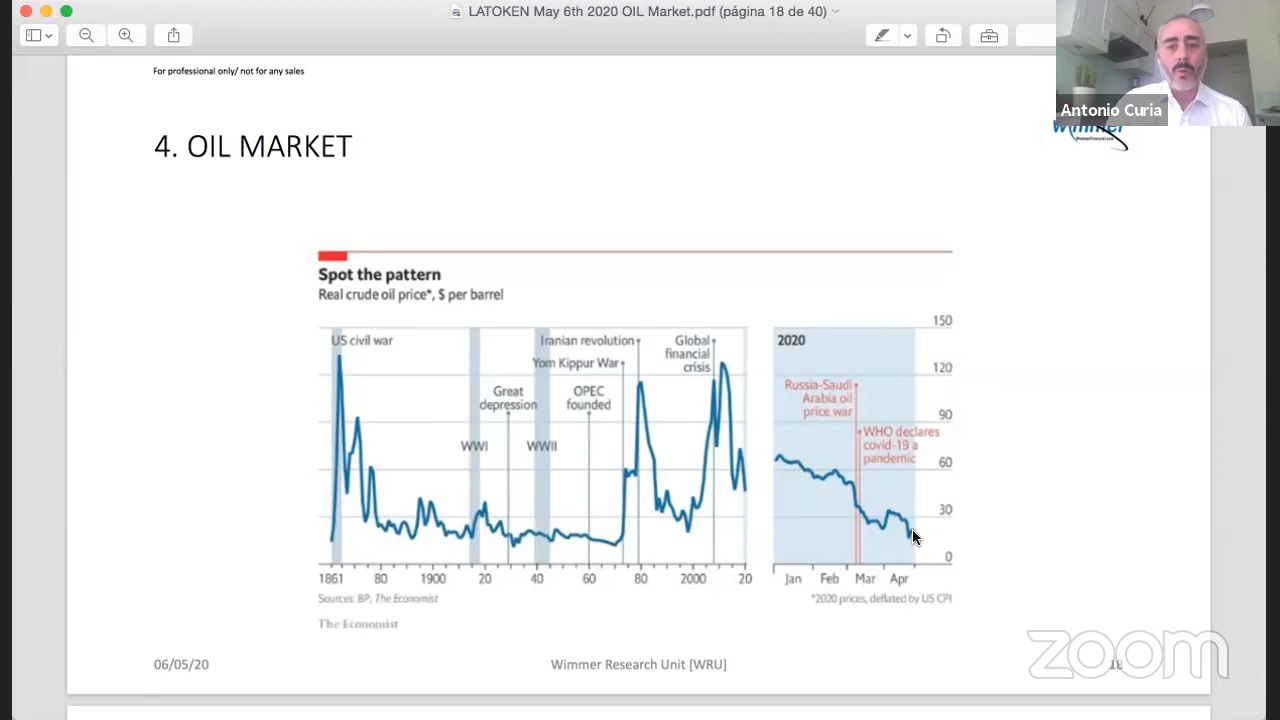 LATOKEN May 6th 2020 OIL Market.pdf (página 18 de 40)
For professional only/ not for any sales
Antonio Curia
Wimmer
4. OIL MARKET
Spot the pattern
Real crude oil price*, $ per barrel
US civil war
WWI
Great
depression
WWII
OPEC
founded
Yom Kippur War
Iranian revolution
Global
financial
crisis
1861 80 1900 20 40 60 80 2000 20
2020
Russia-Saudi
Arabia oil
price war
WHO declares
covid-19 a
pandemic
150
120
90
60
30
0
Jan Feb Mar Apr
Sources: BP; The Economist
*2020 prices, deflated by US CPI
The Economist
06/05/20
Wimmer Research Unit [WRU]
18
zoom